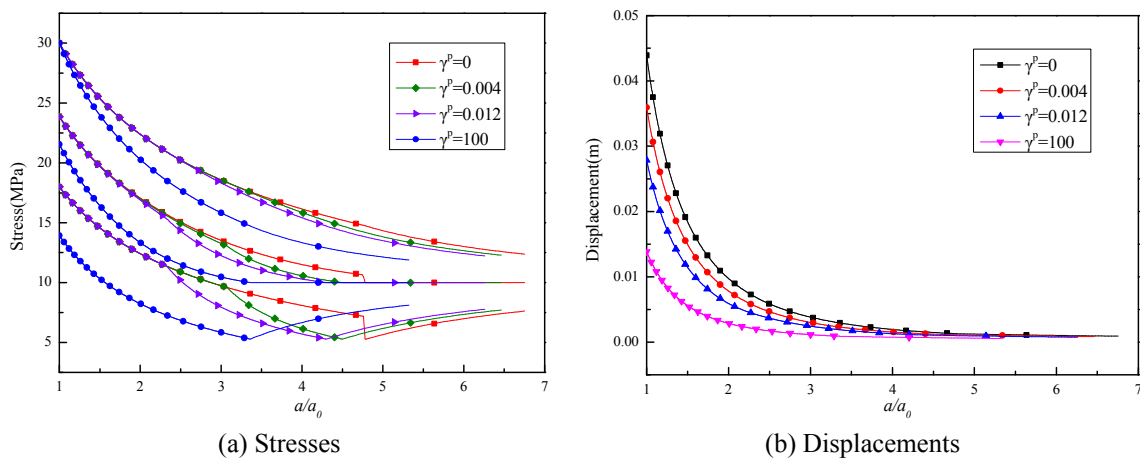 30
25
20
15
10
5
Stress(MPa)
1 2 3 4 5 6 7
a/a₀
γᵖ=0
γᵖ=0.004
γᵖ=0.012
γᵖ=100
(a) Stresses
0.05
0.04
0.03
0.02
0.01
0.00
Displacement(m)
1 2 3 4 5 6 7
a/a₀
γᵖ=0
γᵖ=0.004
γᵖ=0.012
γᵖ=100
(b) Displacements